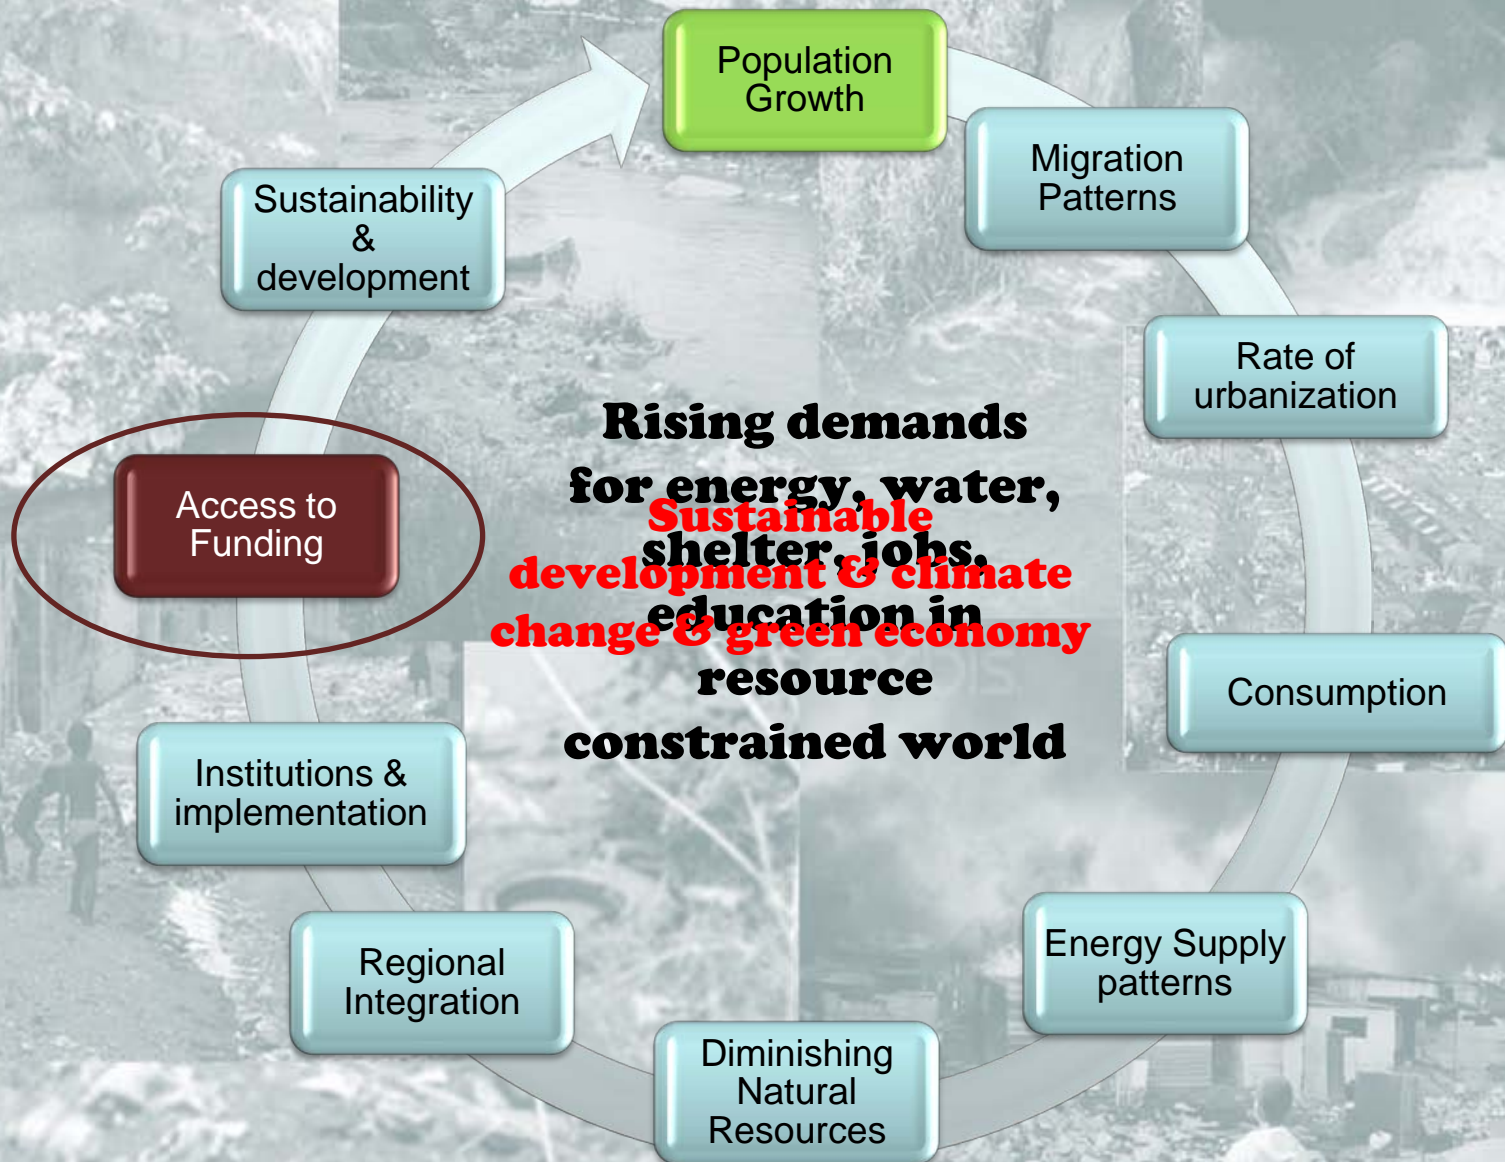 Population
Growth
Migration
Patterns
Rate of
urbanization
Consumption
Energy Supply
patterns
Diminishing
Natural
Resources
Regional
Integration
Institutions &
implementation
Access to
Funding
Sustainability
&
development
Rising demands
for energy, water,
shelter, jobs,
education in
resource
constrained world
Sustainable
development & climate
change & green economy